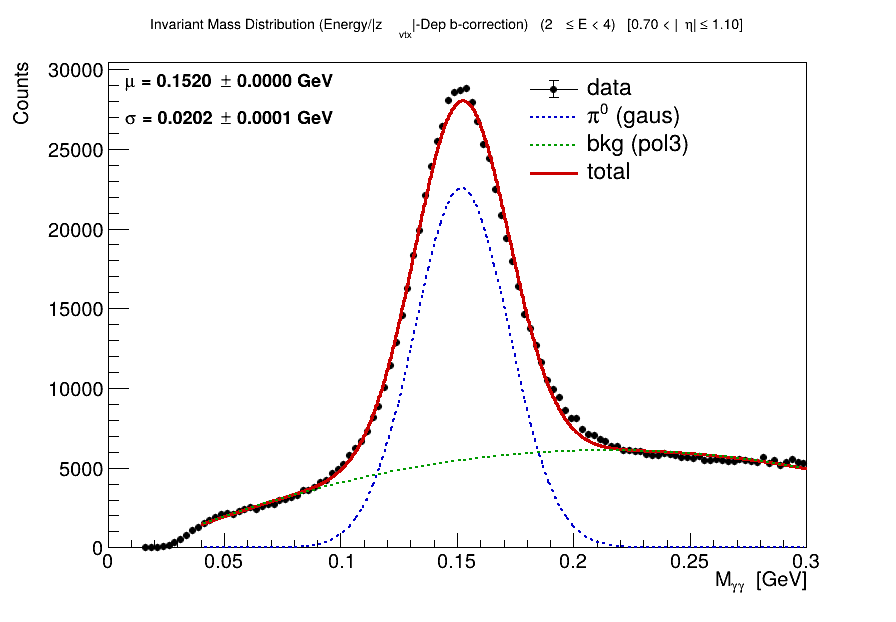 Invariant Mass Distribution (Energy/|z_vtx|-Dep b-correction) (2 ≤ E < 4) [0.70 < | η| ≤ 1.10]
Counts
μ = 0.1520 ± 0.0000 GeV
σ = 0.0202 ± 0.0001 GeV
data
π⁰ (gaus)
bkg (pol3)
total
30000
25000
20000
15000
10000
5000
0
0 0.05 0.1 0.15 0.2 0.25 0.3
M_γγ [GeV]